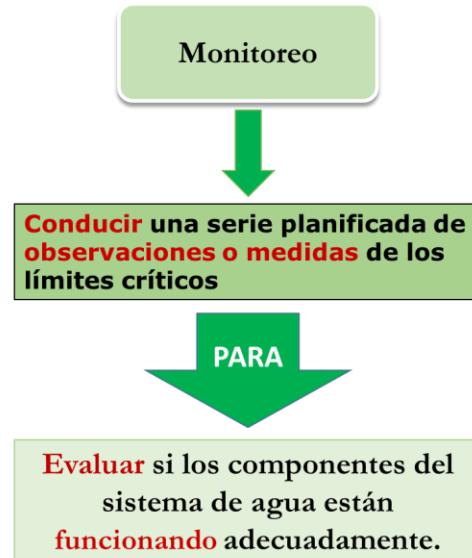 Monitoreo
Conducir una serie planificada de
observaciones o medidas de los
límites críticos
PARA
Evaluar si los componentes del
sistema de agua están
funcionando adecuadamente.